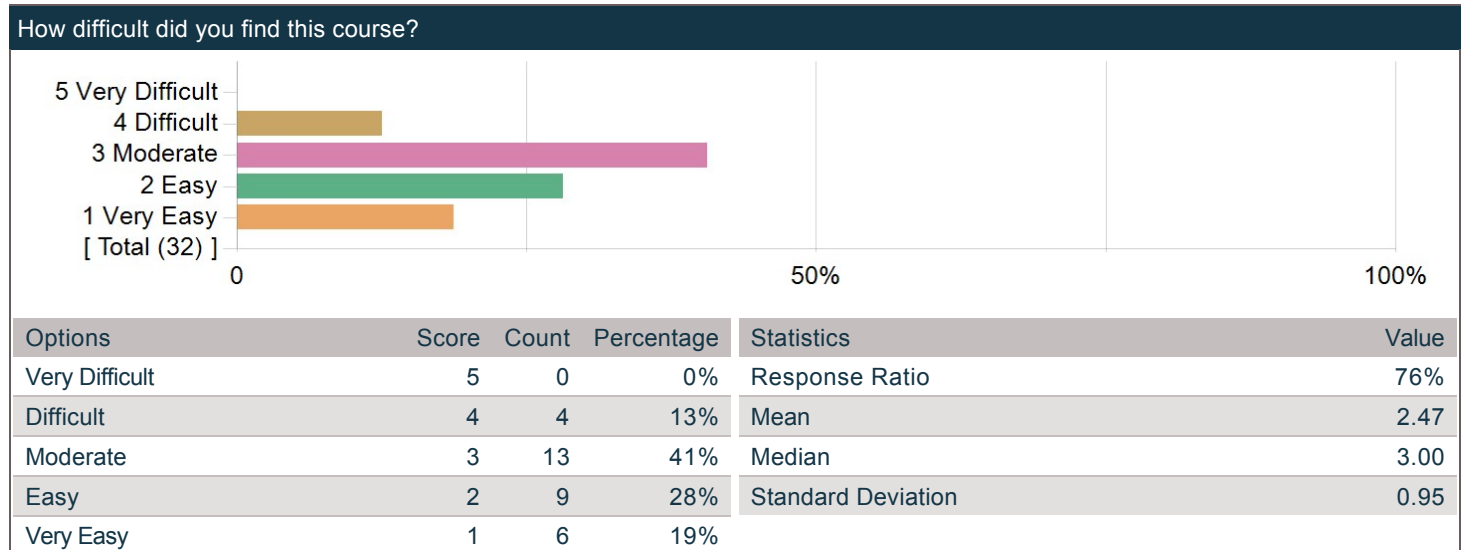 How difficult did you find this course?
5 Very Difficult
4 Difficult
3 Moderate
2 Easy
1 Very Easy
[ Total (32) ]
0 50% 100%
Options Score Count Percentage
Very Difficult 5 0 0%
Difficult 4 4 13%
Moderate 3 13 41%
Easy 2 9 28%
Very Easy 1 6 19%
Statistics Value
Response Ratio 76%
Mean 2.47
Median 3.00
Standard Deviation 0.95